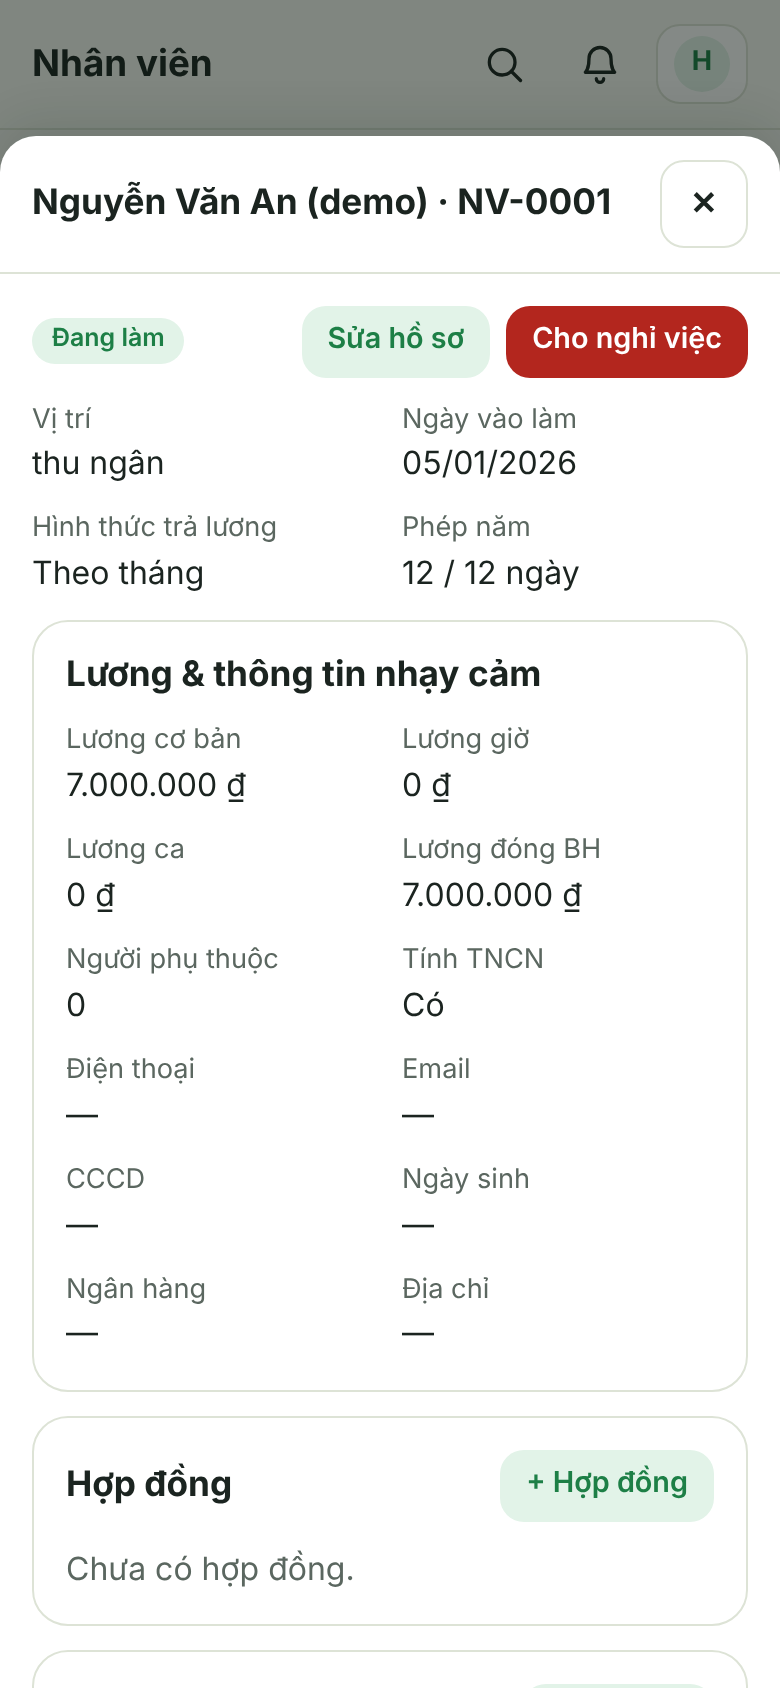 Nhân viên
H
Nguyễn Văn An (demo) · NV-0001
×
Đang làm
Sửa hồ sơ
Cho nghỉ việc
Vị trí
Ngày vào làm
thu ngân
05/01/2026
Hình thức trả lương
Phép năm
Theo tháng
12 / 12 ngày
Lương & thông tin nhạy cảm
Lương cơ bản
Lương giờ
7.000.000 ₫
0 ₫
Lương ca
Lương đóng BH
0 ₫
7.000.000 ₫
Người phụ thuộc
Tính TNCN
0
Có
Điện thoại
Email
—
—
CCCD
Ngày sinh
—
—
Ngân hàng
Địa chỉ
—
—
Hợp đồng
+ Hợp đồng
Chưa có hợp đồng.